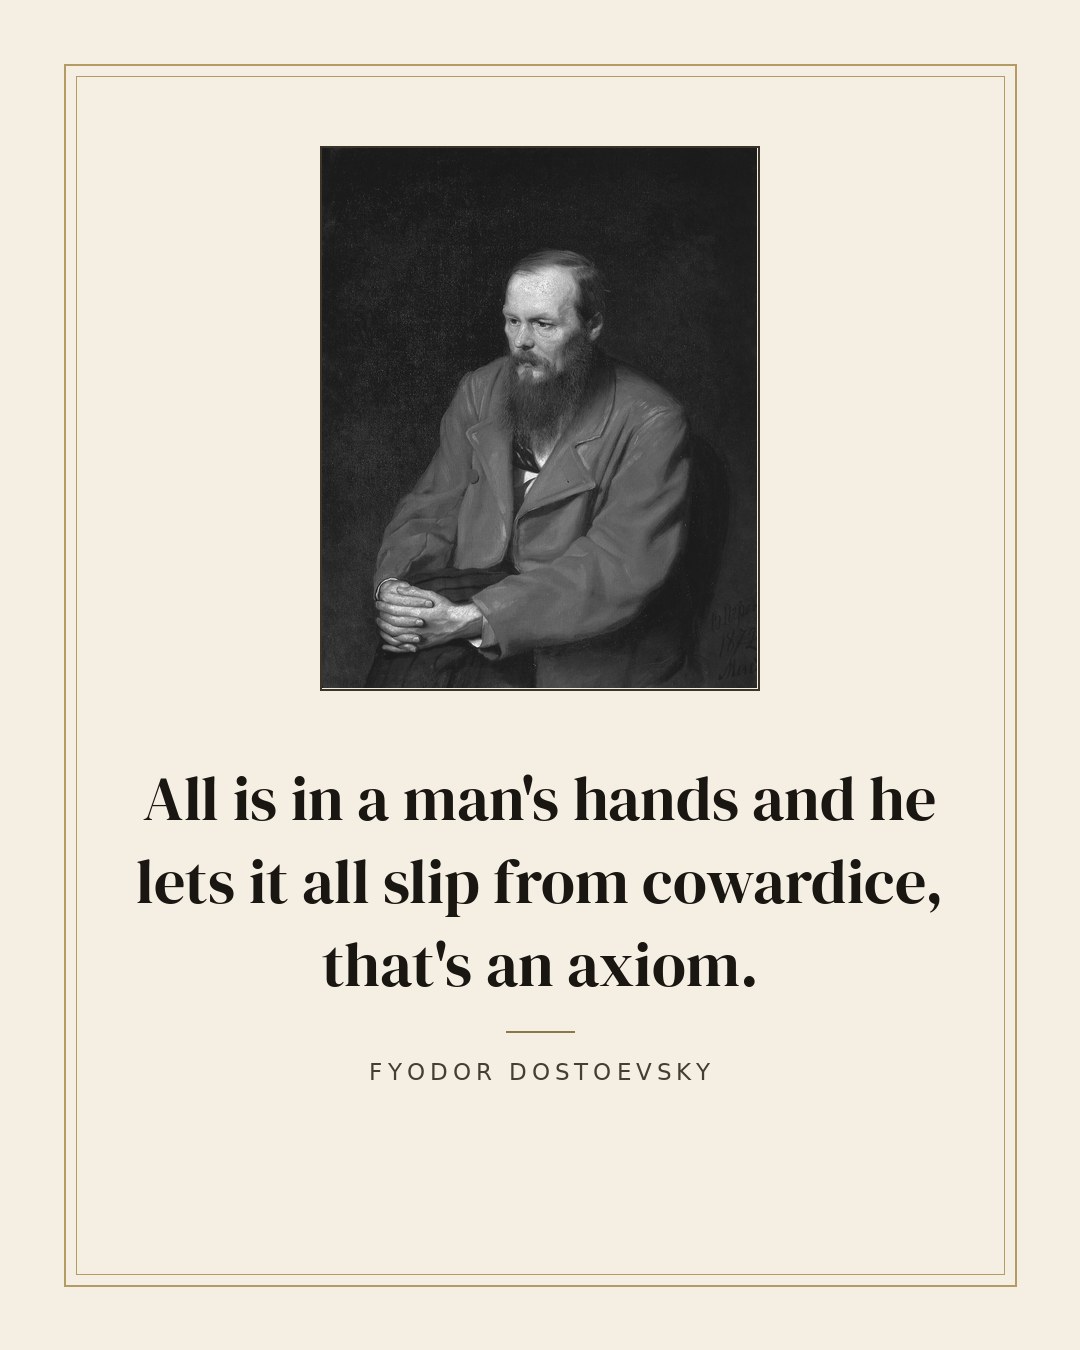 All is in a man's hands and he
lets it all slip from cowardice,
that's an axiom.
FYODOR DOSTOEVSKY